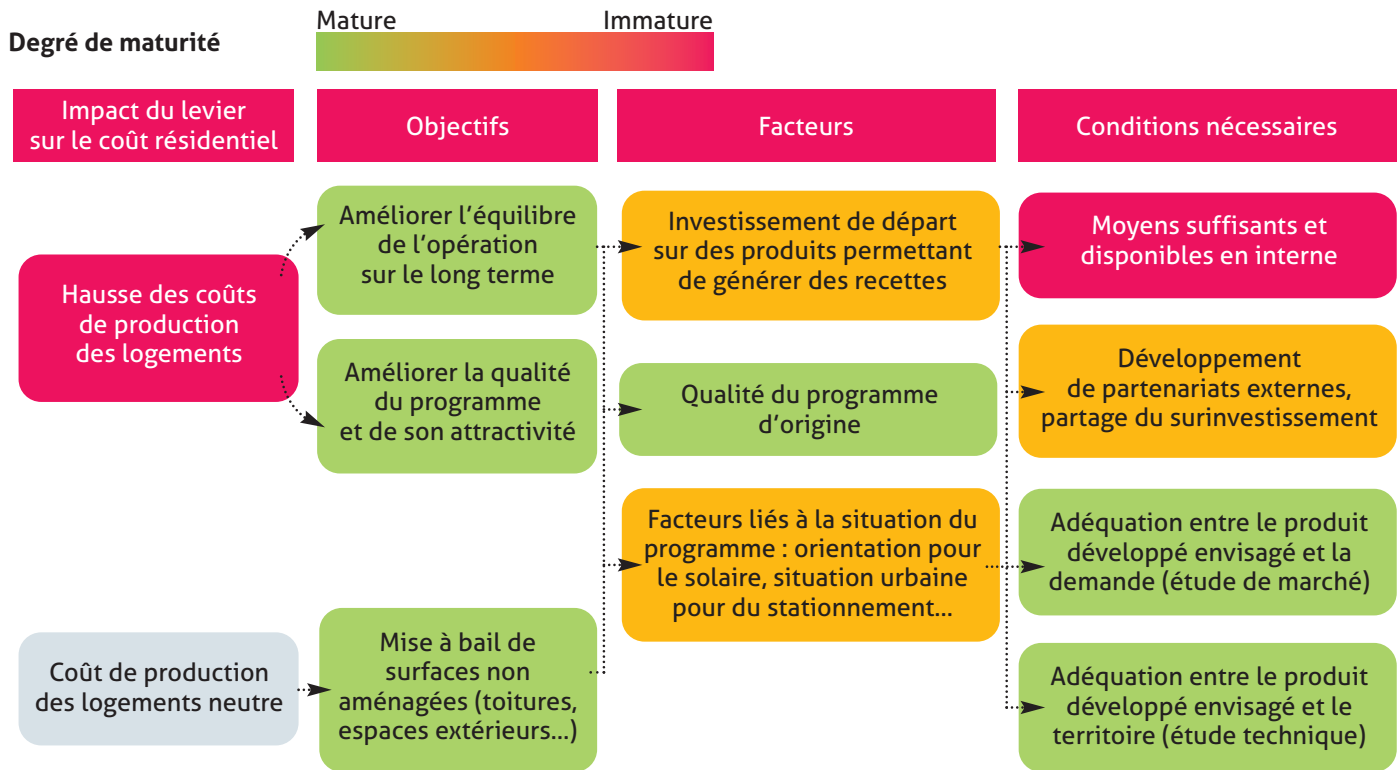 Degré de maturité
Mature
Immature
Impact du levier
sur le coût résidentiel
Objectifs
Facteurs
Conditions nécessaires
Hausse des coûts
de production
des logements
Coût de production
des logements neutre
Améliorer l'équilibre
de l'opération
sur le long terme
Améliorer la qualité
du programme
et de son attractivité
Mise à bail de
surfaces non
aménagées (toitures,
espaces extérieurs...)
Investissement de départ
sur des produits permettant
de générer des recettes
Qualité du programme
d'origine
Facteurs liés à la situation du
programme : orientation pour
le solaire, situation urbaine
pour du stationnement...
Moyens suffisants et
disponibles en interne
Développement
de partenariats externes,
partage du surinvestissement
Adéquation entre le produit
développé envisagé et la
demande (étude de marché)
Adéquation entre le produit
développé envisagé et le
territoire (étude technique)